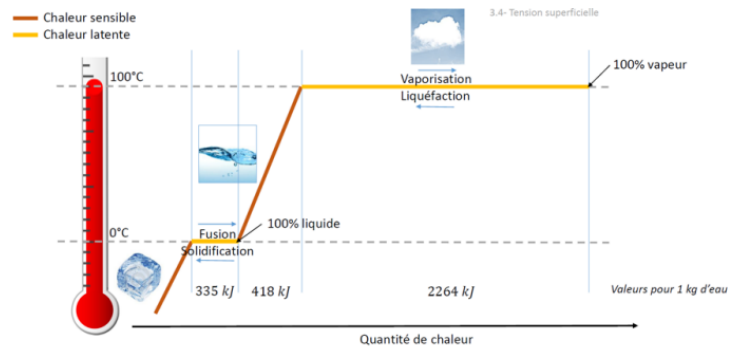 Chaleur sensible
Chaleur latente
3.4- Tension superficielle
100°C
Vaporisation
Liquéfaction
100% vapeur
0°C
Fusion
Solidification
100% liquide
335 kJ
418 kJ
2264 kJ
Valeurs pour 1 kg d'eau
Quantité de chaleur